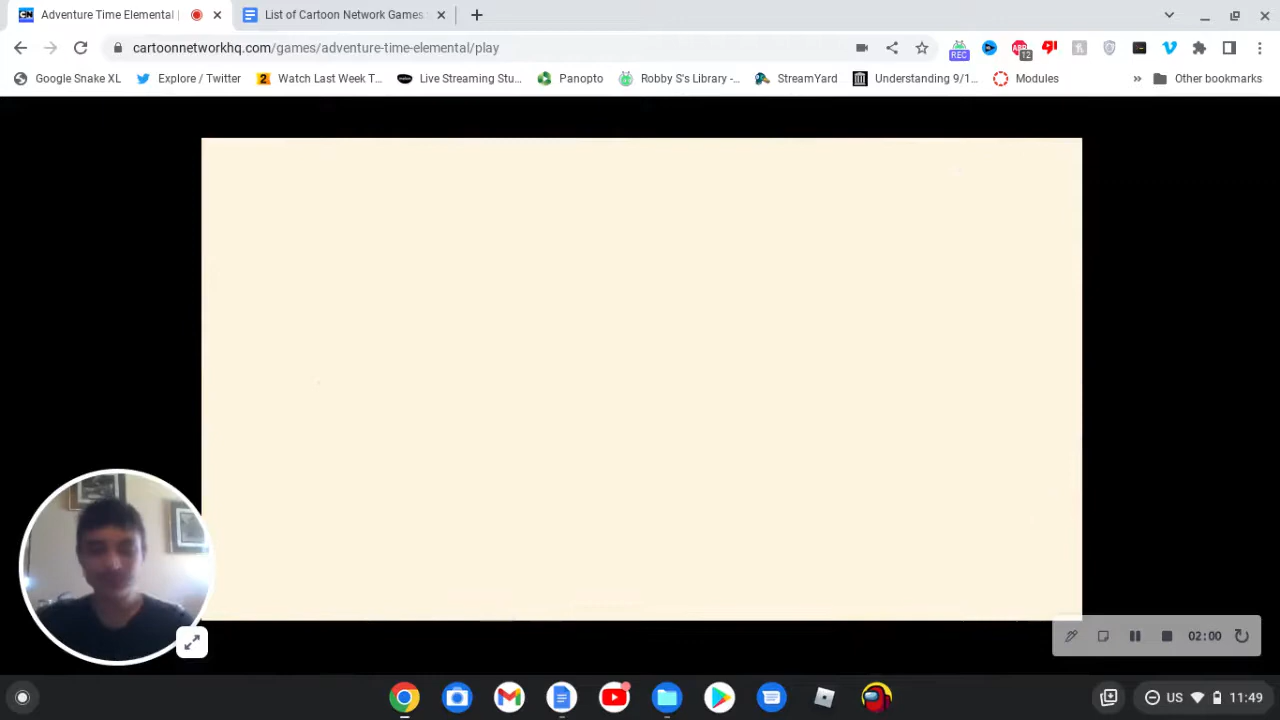 Adventure Time Elemental |
List of Cartoon Network Games
cartoonnetworkhq.com/games/adventure-time-elemental/play
REC
12
Google Snake XL
Explore / Twitter
Watch Last Week T...
Live Streaming Stu...
Panopto
Robby S's Library -...
StreamYard
Understanding 9/1...
Modules
»
Other bookmarks
02:00
US
11:49